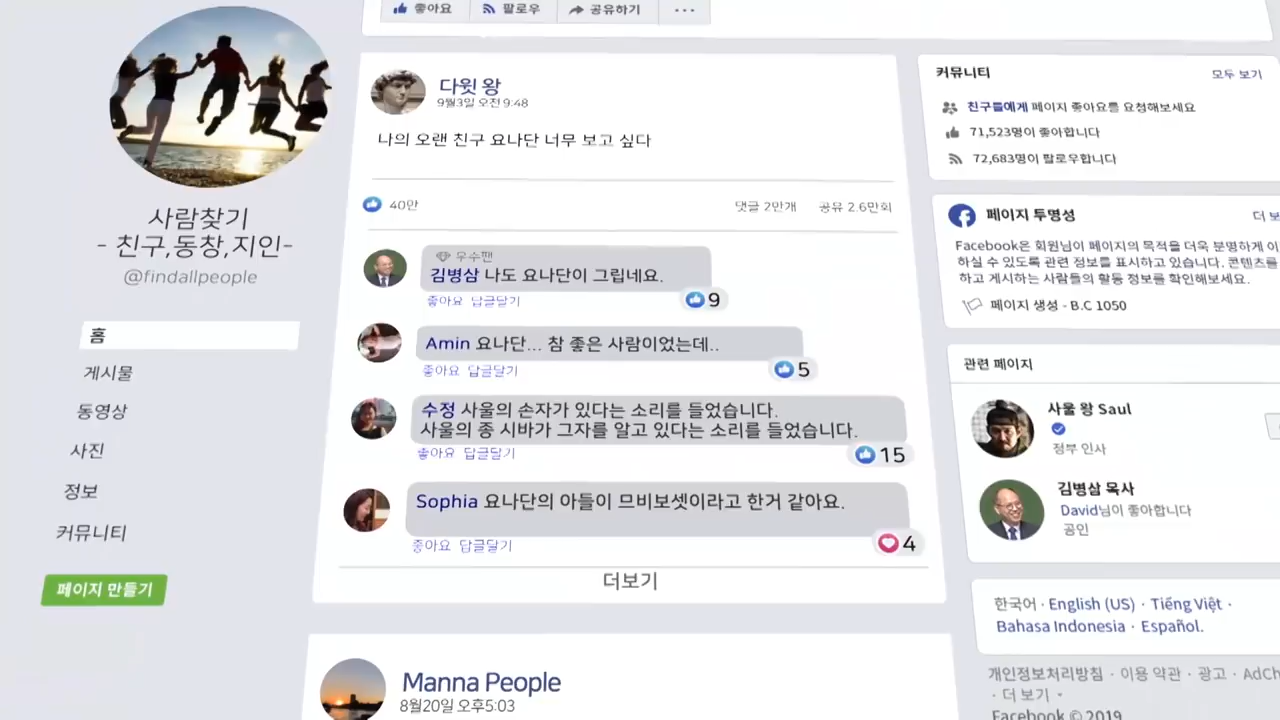 좋아요
팔로우
공유하기
사람찾기
- 친구,동창,지인-
@findallpeople
홈
게시물
동영상
사진
정보
커뮤니티
페이지 만들기
다윗 왕
9월3일 오전 9:48
나의 오랜 친구 요나단 너무 보고 싶다
40만
댓글 2만개 공유 2.6만회
우수팬
김병삼 나도 요나단이 그립네요.
좋아요 답글달기
9
Amin 요나단... 참 좋은 사람이었는데..
좋아요 답글달기
5
수정 사울의 손자가 있다는 소리를 들었습니다.
사울의 종 시바가 그자를 알고 있다는 소리를 들었습니다.
좋아요 답글달기
15
Sophia 요나단의 아들이 므비보셋이라고 한거 같아요.
좋아요 답글달기
4
더보기
Manna People
8월20일 오후5:03
커뮤니티 모두 보기
친구들에게 페이지 좋아요를 요청해보세요
71,523명이 좋아합니다
72,683명이 팔로우합니다
페이지 투명성 더 보
Facebook은 회원님이 페이지의 목적을 더욱 분명하게 이
하실 수 있도록 관련 정보를 표시하고 있습니다. 콘텐츠를
하고 게시하는 사람들의 활동 정보를 확인해보세요.
페이지 생성 - B.C 1050
관련 페이지
사울 왕 Saul
정부 인사
김병삼 목사
David님이 좋아합니다
공인
한국어 · English (US) · Tiếng Việt ·
Bahasa Indonesia · Español.
개인정보처리방침 · 이용 약관 · 광고 · AdCh
· 더 보기
Facebook © 2019